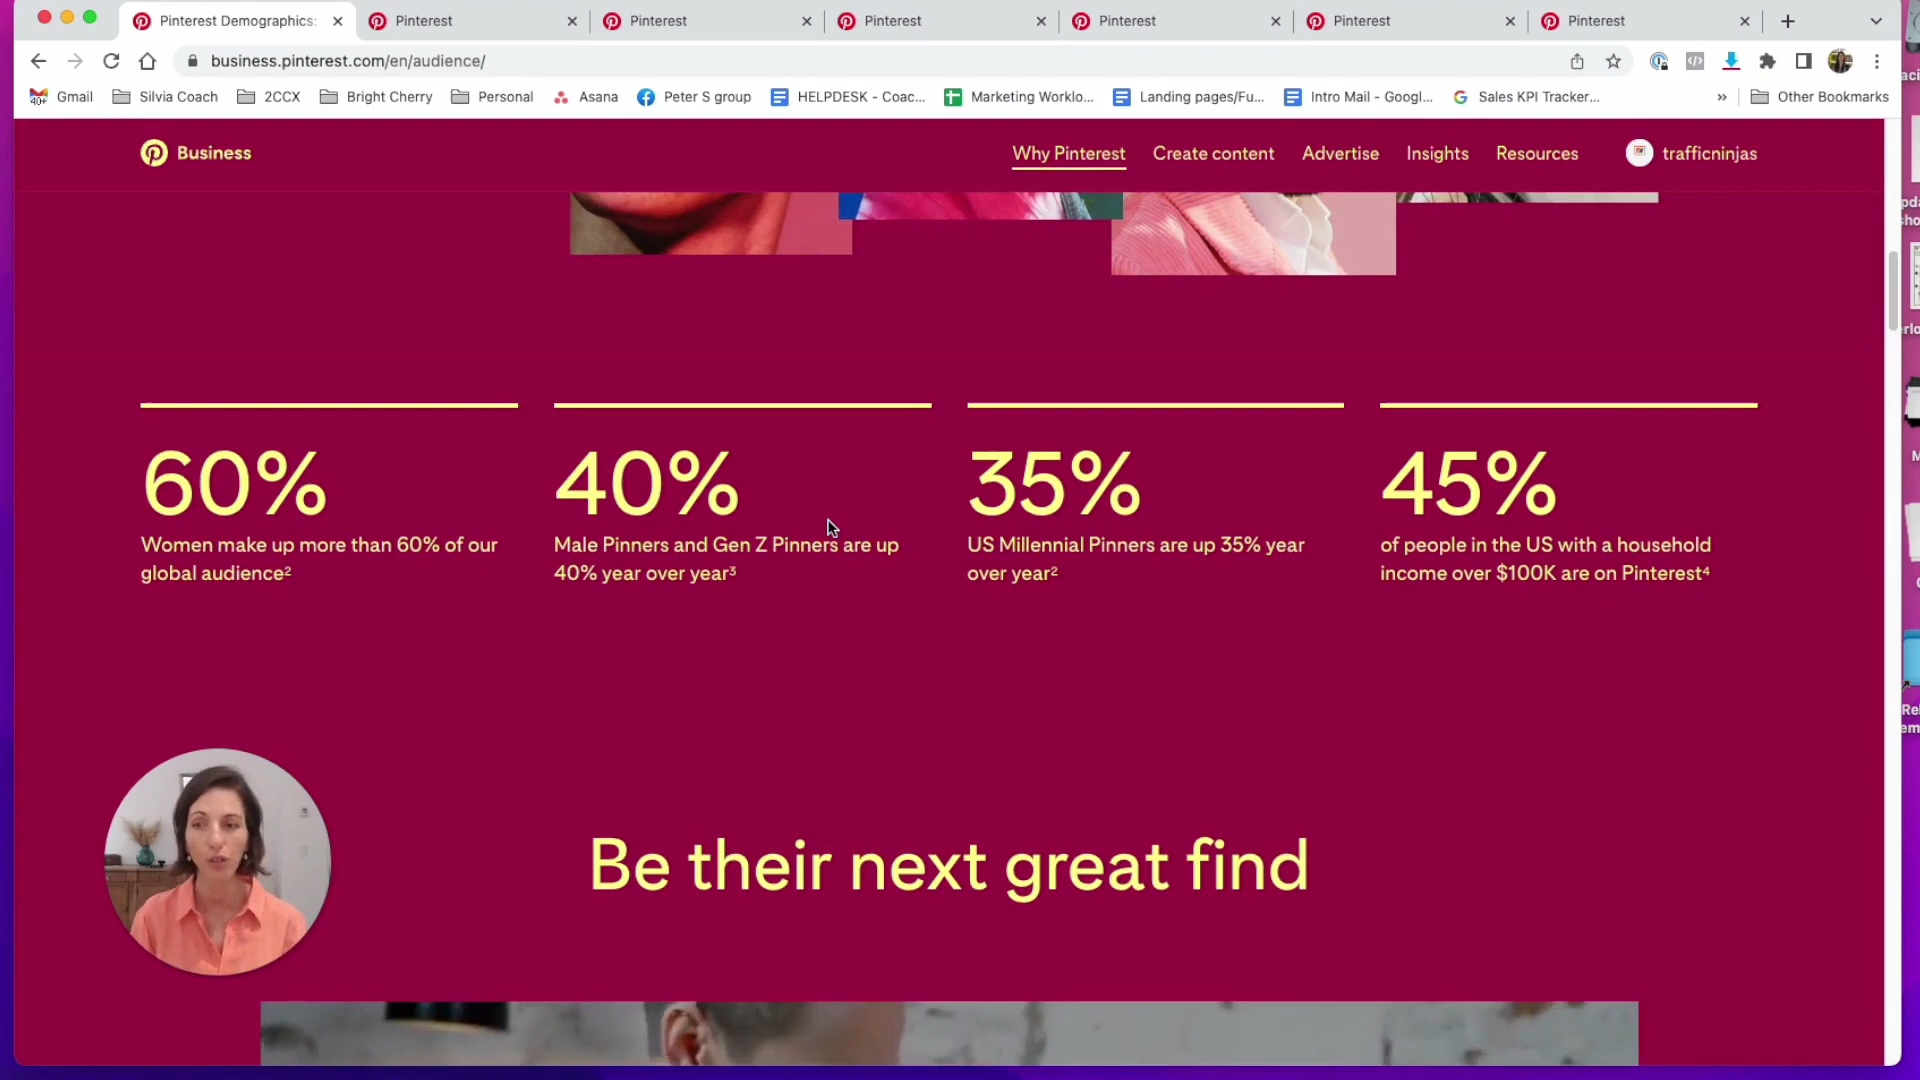 Pinterest Demographics:
Pinterest
Pinterest
Pinterest
Pinterest
Pinterest
Pinterest
business.pinterest.com/en/audience/
40+
Gmail
Silvia Coach
2CCX
Bright Cherry
Personal
Asana
Peter S group
HELPDESK - Coac...
Marketing Worklo...
Landing pages/Fu...
Intro Mail - Googl...
Sales KPI Tracker...
»
Other Bookmarks
Business
Why Pinterest
Create content
Advertise
Insights
Resources
trafficninjas
60%
Women make up more than 60% of our
global audience²
40%
Male Pinners and Gen Z Pinners are up
40% year over year³
35%
US Millennial Pinners are up 35% year
over year²
45%
of people in the US with a household
income over $100K are on Pinterest⁴
Be their next great find